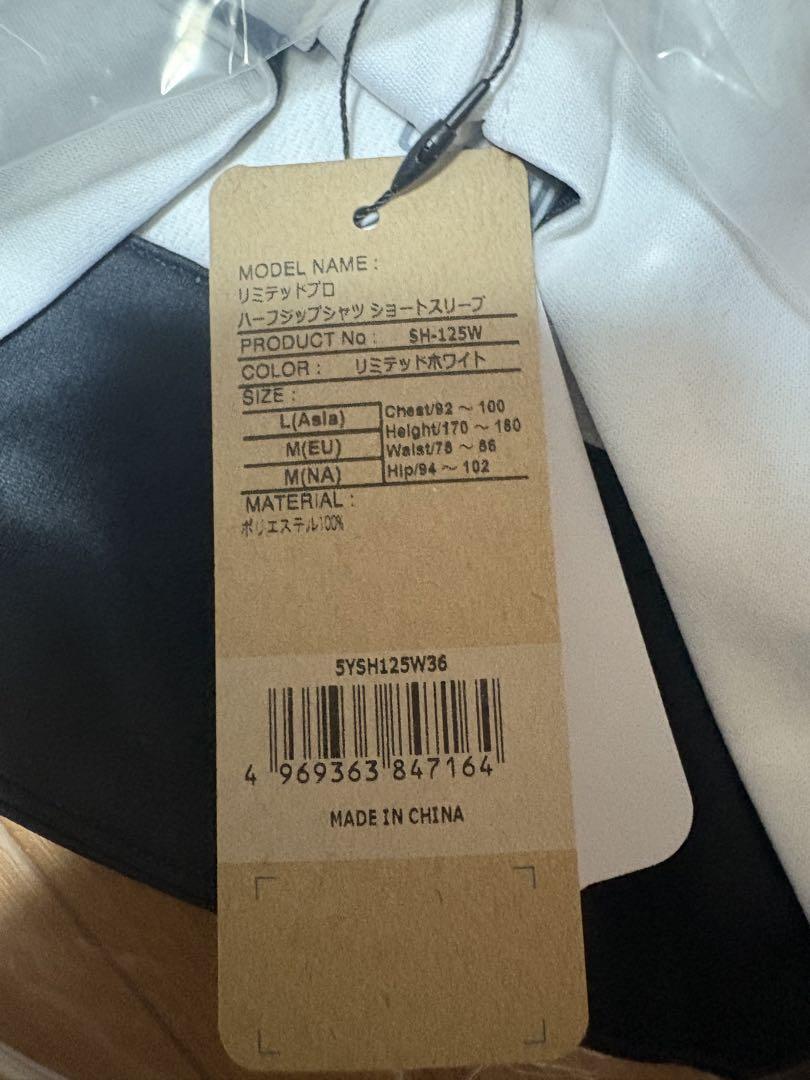 MODEL NAME :
リミテッドプロ
ハーフジップシャツ ショートスリーブ
PRODUCT No : SH-125W
COLOR : リミテッドホワイト
SIZE :
L(Asia)
M(EU)
M(NA)
Chest/92 ～ 100
Height/170 ～ 180
Waist/76 ～ 86
Hip/94 ～ 102
MATERIAL :
ポリエステル100%
5YSH125W36
4 969363 847164
MADE IN CHINA